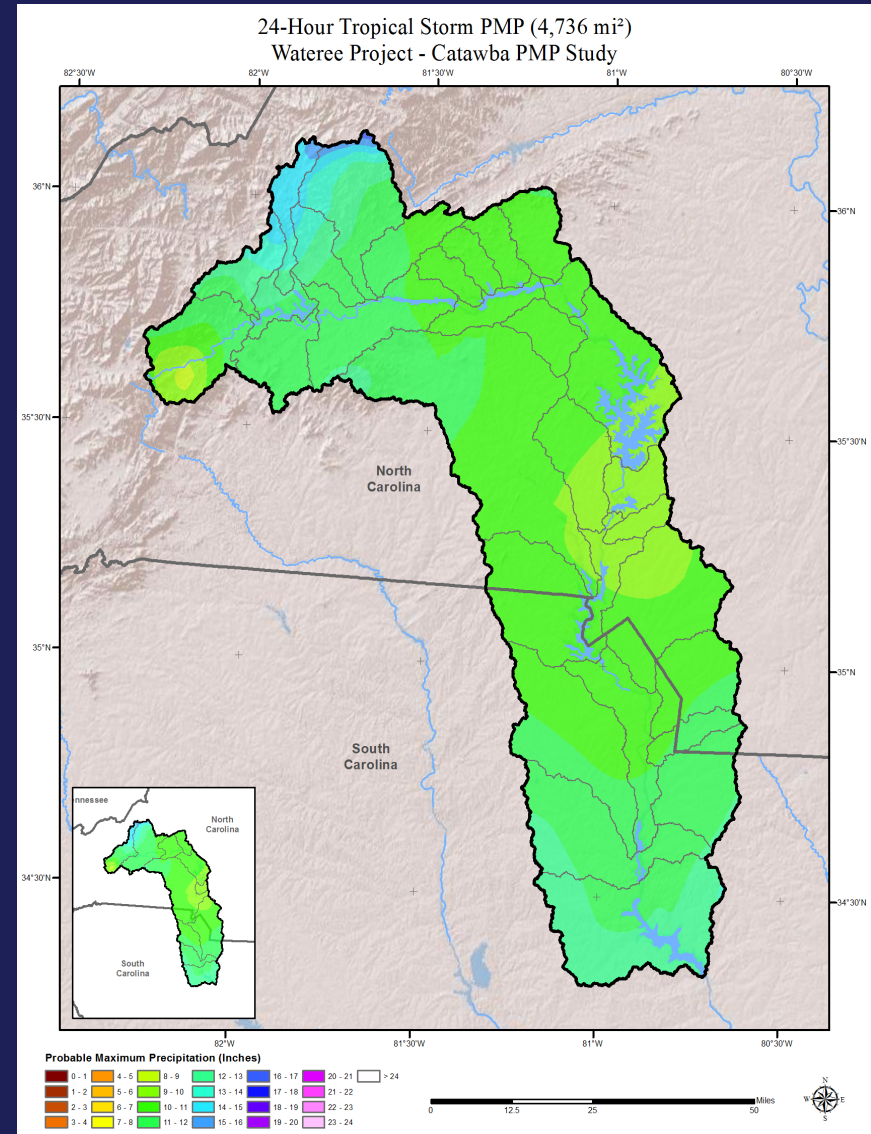 24-Hour Tropical Storm PMP (4,736 mi²)
Wateree Project - Catawba PMP Study
82°30'W 82°W 81°30'W 81°W 80°30'W
36°N 36°N
35°30'N 35°30'N
North
Carolina
35°N 35°N
South
Carolina
ennessee
North
Carolina
South
Carolina
34°30'N 34°30'N
82°W 81°30'W 81°W 80°30'W
Probable Maximum Precipitation (Inches)
0 - 1 4 - 5 8 - 9 12 - 13 16 - 17 20 - 21 > 24
1 - 2 5 - 6 9 - 10 13 - 14 17 - 18 21 - 22
2 - 3 6 - 7 10 - 11 14 - 15 18 - 19 22 - 23
3 - 4 7 - 8 11 - 12 15 - 16 19 - 20 23 - 24
Miles
0 12.5 25 50
N
W E
S